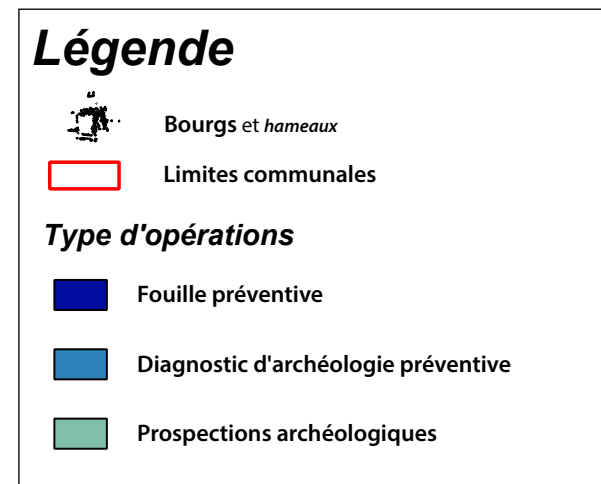 Légende
Bourgs et hameaux
Limites communales
Type d'opérations
Fouille préventive
Diagnostic d'archéologie préventive
Prospections archéologiques